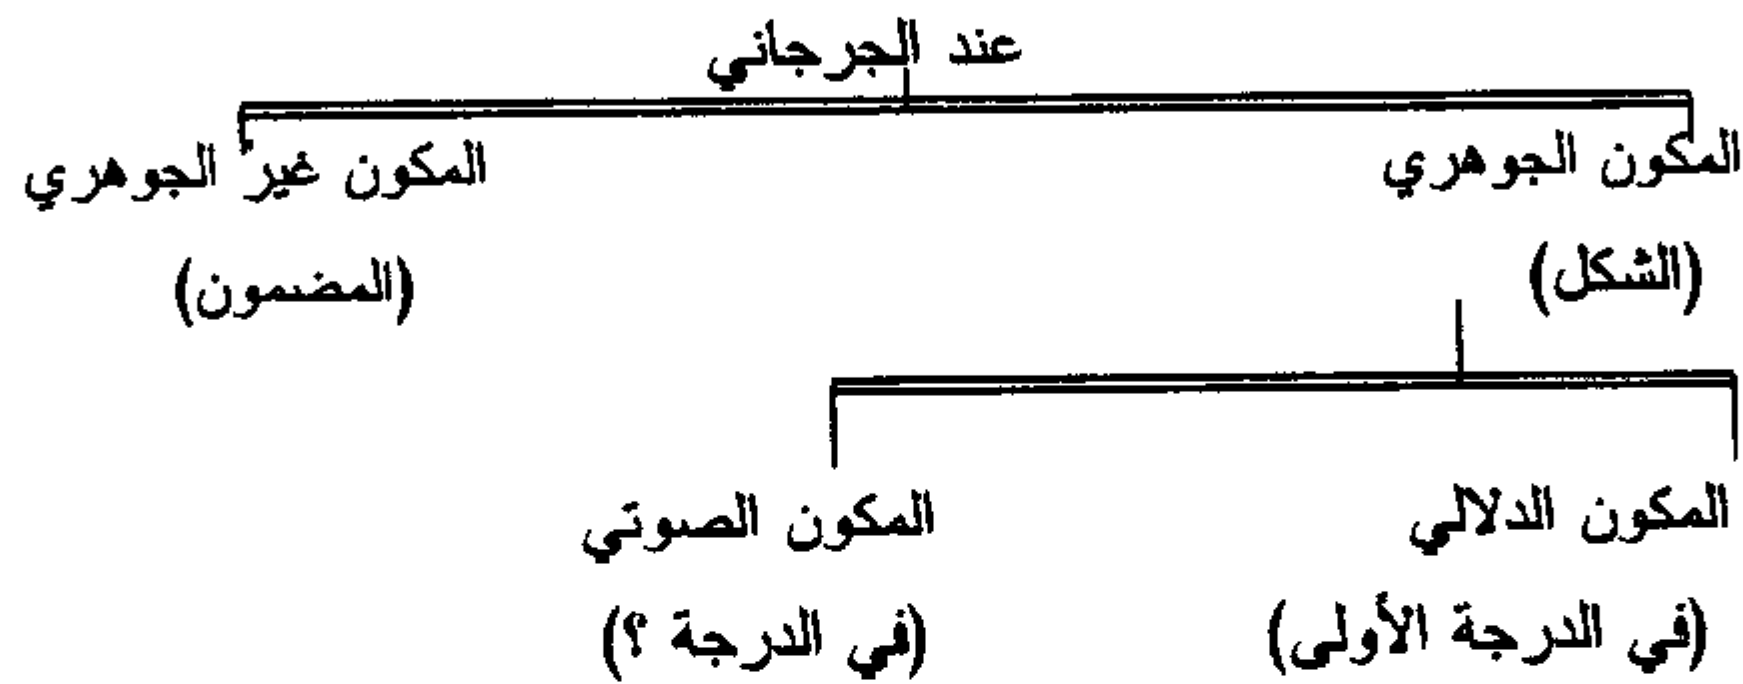 عند الجرجاني
المكون الجوهري المكون غير الجوهري
(الشكل) (المضمون)
المكون الدلالي المكون الصوتي
(في الدرجة الأولى) (في الدرجة ؟)